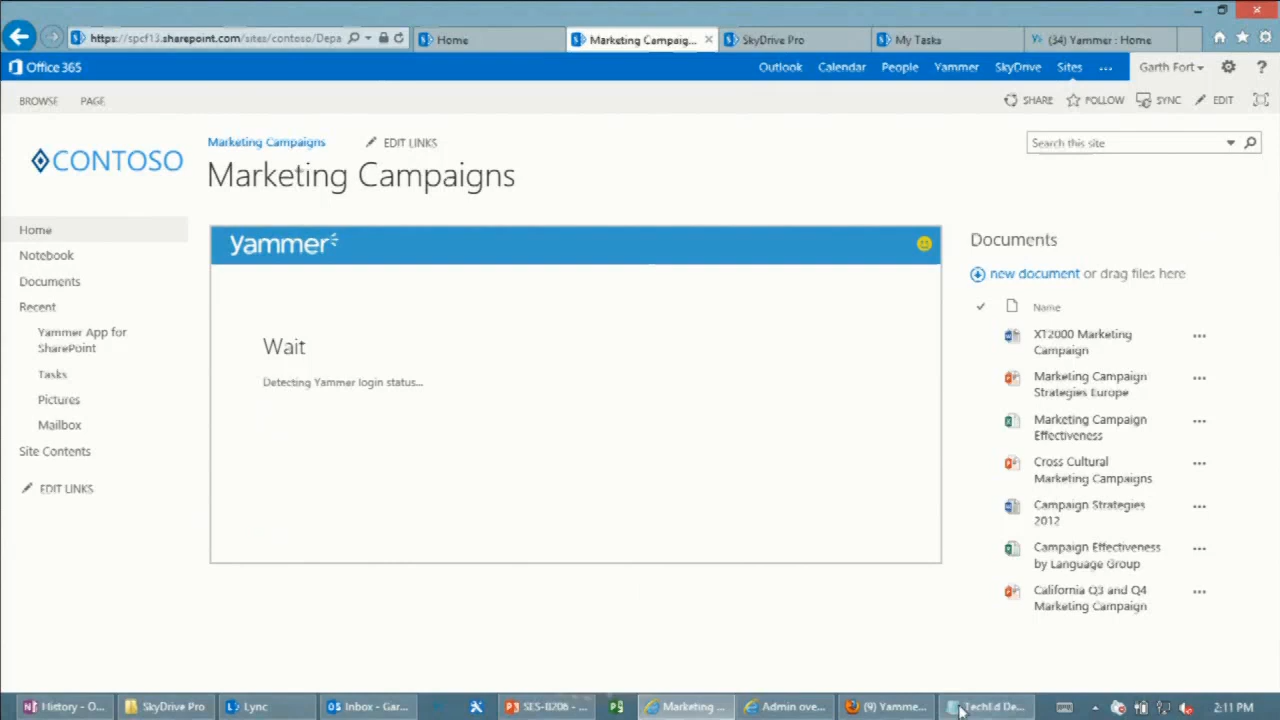 https://spcf13.sharepoint.com/sites/contoso/Depa
Home
Marketing Campaig...
SkyDrive Pro
My Tasks
(34) Yammer : Home
Office 365
Outlook
Calendar
People
Yammer
SkyDrive
Sites
...
Garth Fort
?
BROWSE
PAGE
SHARE
FOLLOW
SYNC
EDIT
CONTOSO
Marketing Campaigns
EDIT LINKS
Search this site
Marketing Campaigns
Home
Notebook
Documents
Recent
Yammer App for
SharePoint
Tasks
Pictures
Mailbox
Site Contents
EDIT LINKS
yammer
Wait
Detecting Yammer login status...
Documents
new document or drag files here
Name
XT2000 Marketing
Campaign
Marketing Campaign
Strategies Europe
Marketing Campaign
Effectiveness
Cross Cultural
Marketing Campaigns
Campaign Strategies
2012
Campaign Effectiveness
by Language Group
California Q3 and Q4
Marketing Campaign
History - O...
SkyDrive Pro
Lync
Inbox - Gar...
SES-B206 - ...
Marketing ...
Admin ove...
(9) Yamme...
TechEd De...
2:11 PM